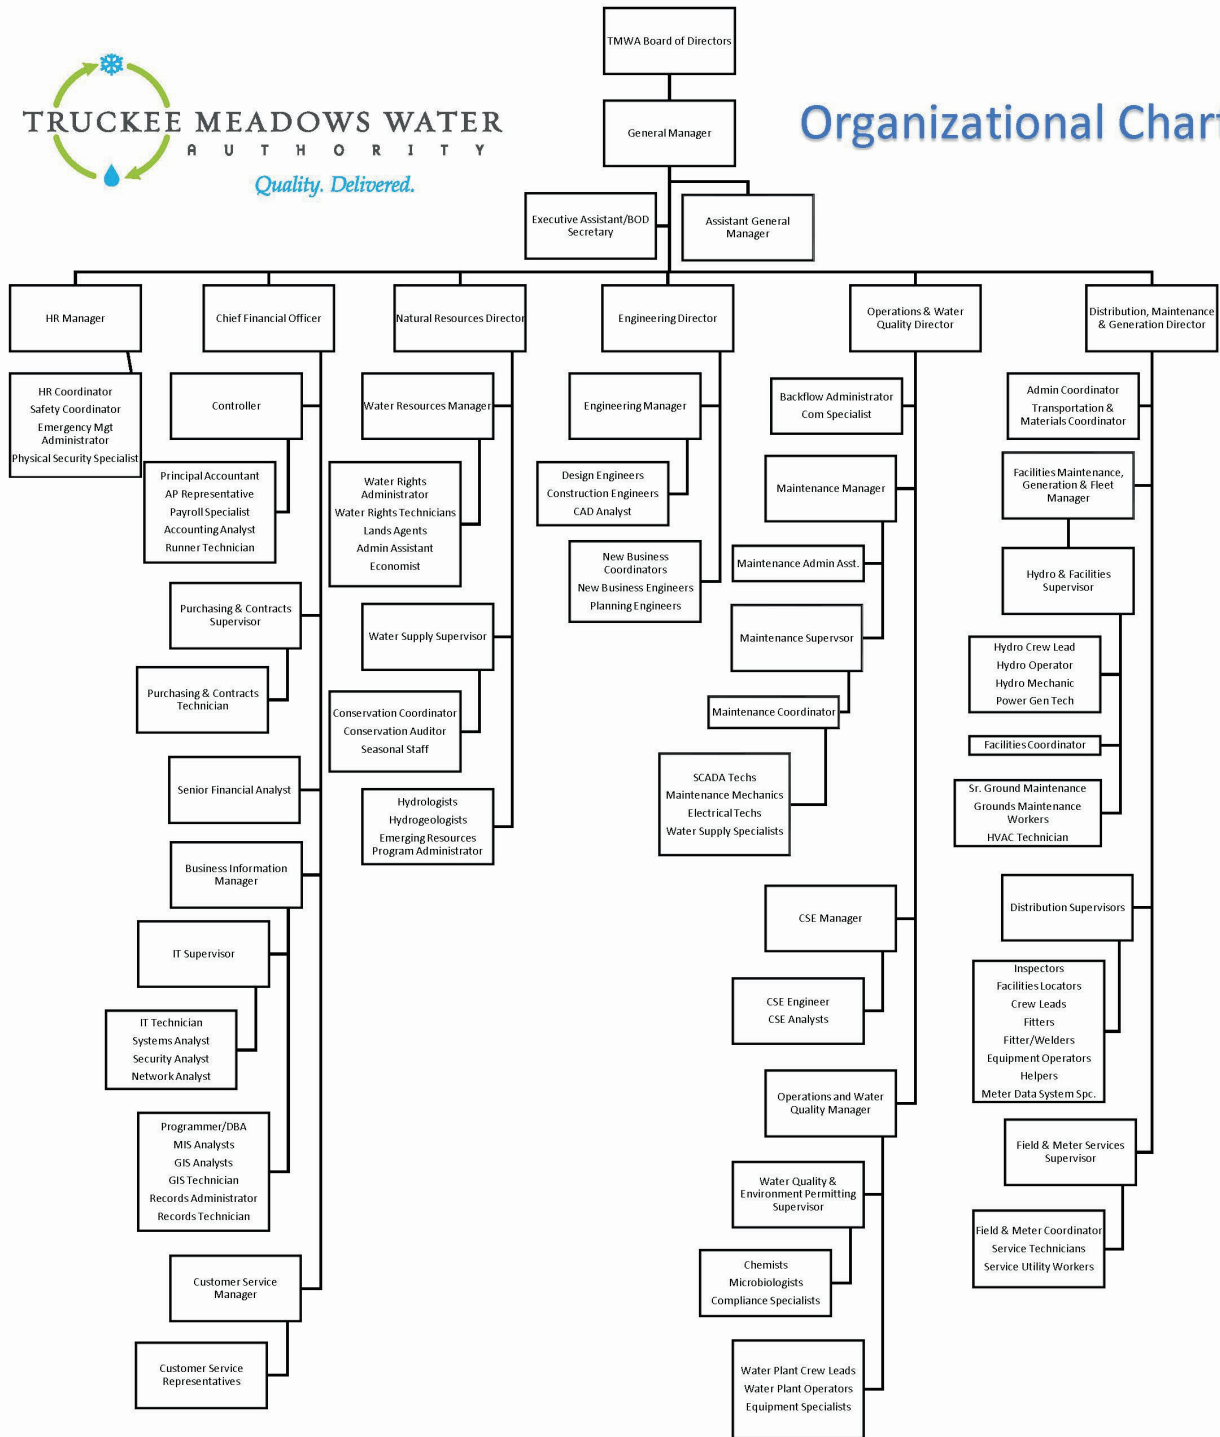 TMWA Board of Directors
TRUCKEE MEADOWS WATER
AUTHORITY
Quality. Delivered.
General Manager
Organizational Chart
Executive Assistant/BOD
Secretary
Assistant General
Manager
HR Manager
HR Coordinator
Safety Coordinator
Emergency Mgt
Administrator
Physical Security Specialist
Chief Financial Officer
Controller
Principal Accountant
AP Representative
Payroll Specialist
Accounting Analyst
Runner Technician
Purchasing & Contracts
Supervisor
Purchasing & Contracts
Technician
Senior Financial Analyst
Business Information
Manager
IT Supervisor
IT Technician
Systems Analyst
Security Analyst
Network Analyst
Programmer/DBA
MIS Analysts
GIS Analysts
GIS Technician
Records Administrator
Records Technician
Customer Service
Manager
Customer Service
Representatives
Natural Resources Director
Water Resources Manager
Water Rights
Administrator
Water Rights Technicians
Lands Agents
Admin Assistant
Economist
Water Supply Supervisor
Conservation Coordinator
Conservation Auditor
Seasonal Staff
Hydrologists
Hydrogeologists
Emerging Resources
Program Administrator
Engineering Director
Engineering Manager
Design Engineers
Construction Engineers
CAD Analyst
New Business
Coordinators
New Business Engineers
Planning Engineers
Operations & Water
Quality Director
Backflow Administrator
Com Specialist
Maintenance Manager
Maintenance Admin Asst.
Maintenance Supervsor
Maintenance Coordinator
SCADA Techs
Maintenance Mechanics
Electrical Techs
Water Supply Specialists
CSE Manager
CSE Engineer
CSE Analysts
Operations and Water
Quality Manager
Water Quality &
Environment Permitting
Supervisor
Chemists
Microbiologists
Compliance Specialists
Water Plant Crew Leads
Water Plant Operators
Equipment Specialists
Distribution, Maintenance
& Generation Director
Admin Coordinator
Transportation &
Materials Coordinator
Facilities Maintenance,
Generation & Fleet
Manager
Hydro & Facilities
Supervisor
Hydro Crew Lead
Hydro Operator
Hydro Mechanic
Power Gen Tech
Facilities Coordinator
Sr. Ground Maintenance
Grounds Maintenance
Workers
HVAC Technician
Distribution Supervisors
Inspectors
Facilities Locators
Crew Leads
Fitters
Fitter/Welders
Equipment Operators
Helpers
Meter Data System Spc.
Field & Meter Services
Supervisor
Field & Meter Coordinator
Service Technicians
Service Utility Workers